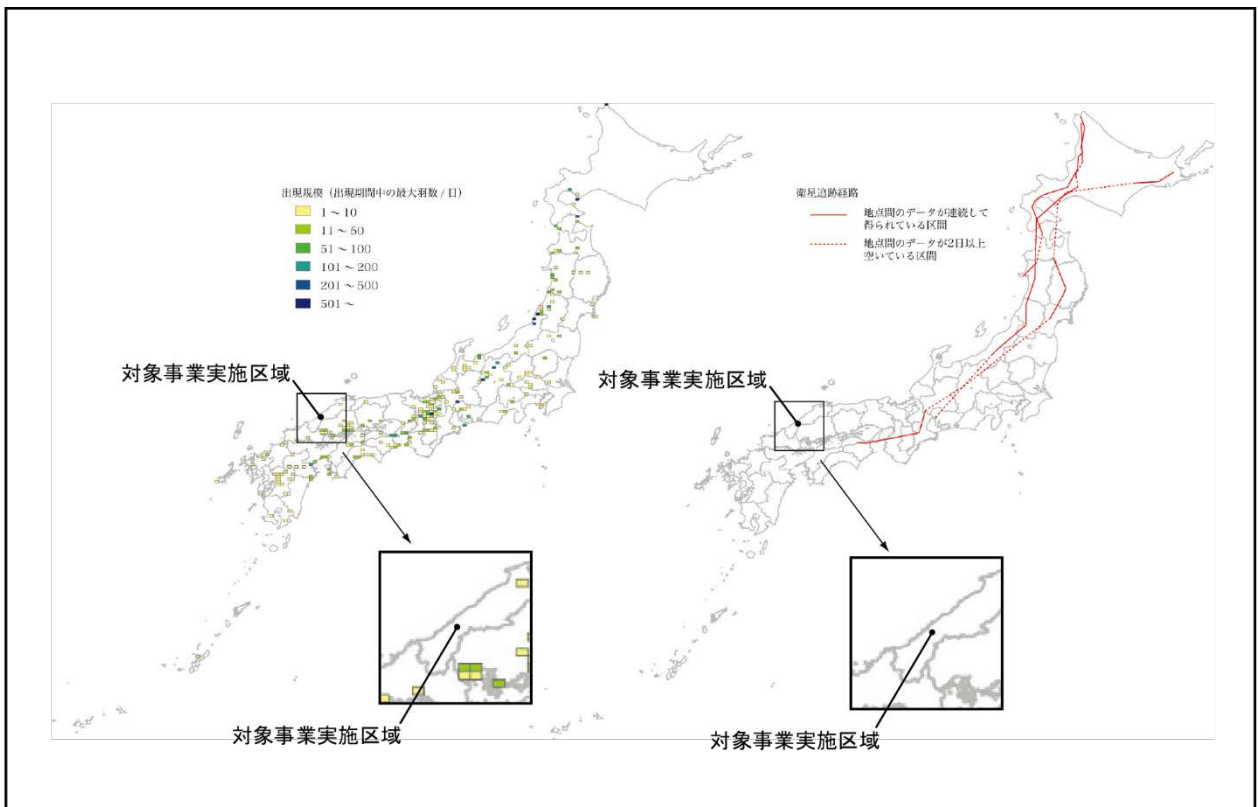 出現規模（出現期間中の最大羽数 / 日）
1～10
11～50
51～100
101～200
201～500
501～
対象事業実施区域
対象事業実施区域
衛星追跡経路
地点間のデータが連続して
得られている区間
地点間のデータが2日以上
空いている区間
対象事業実施区域
対象事業実施区域